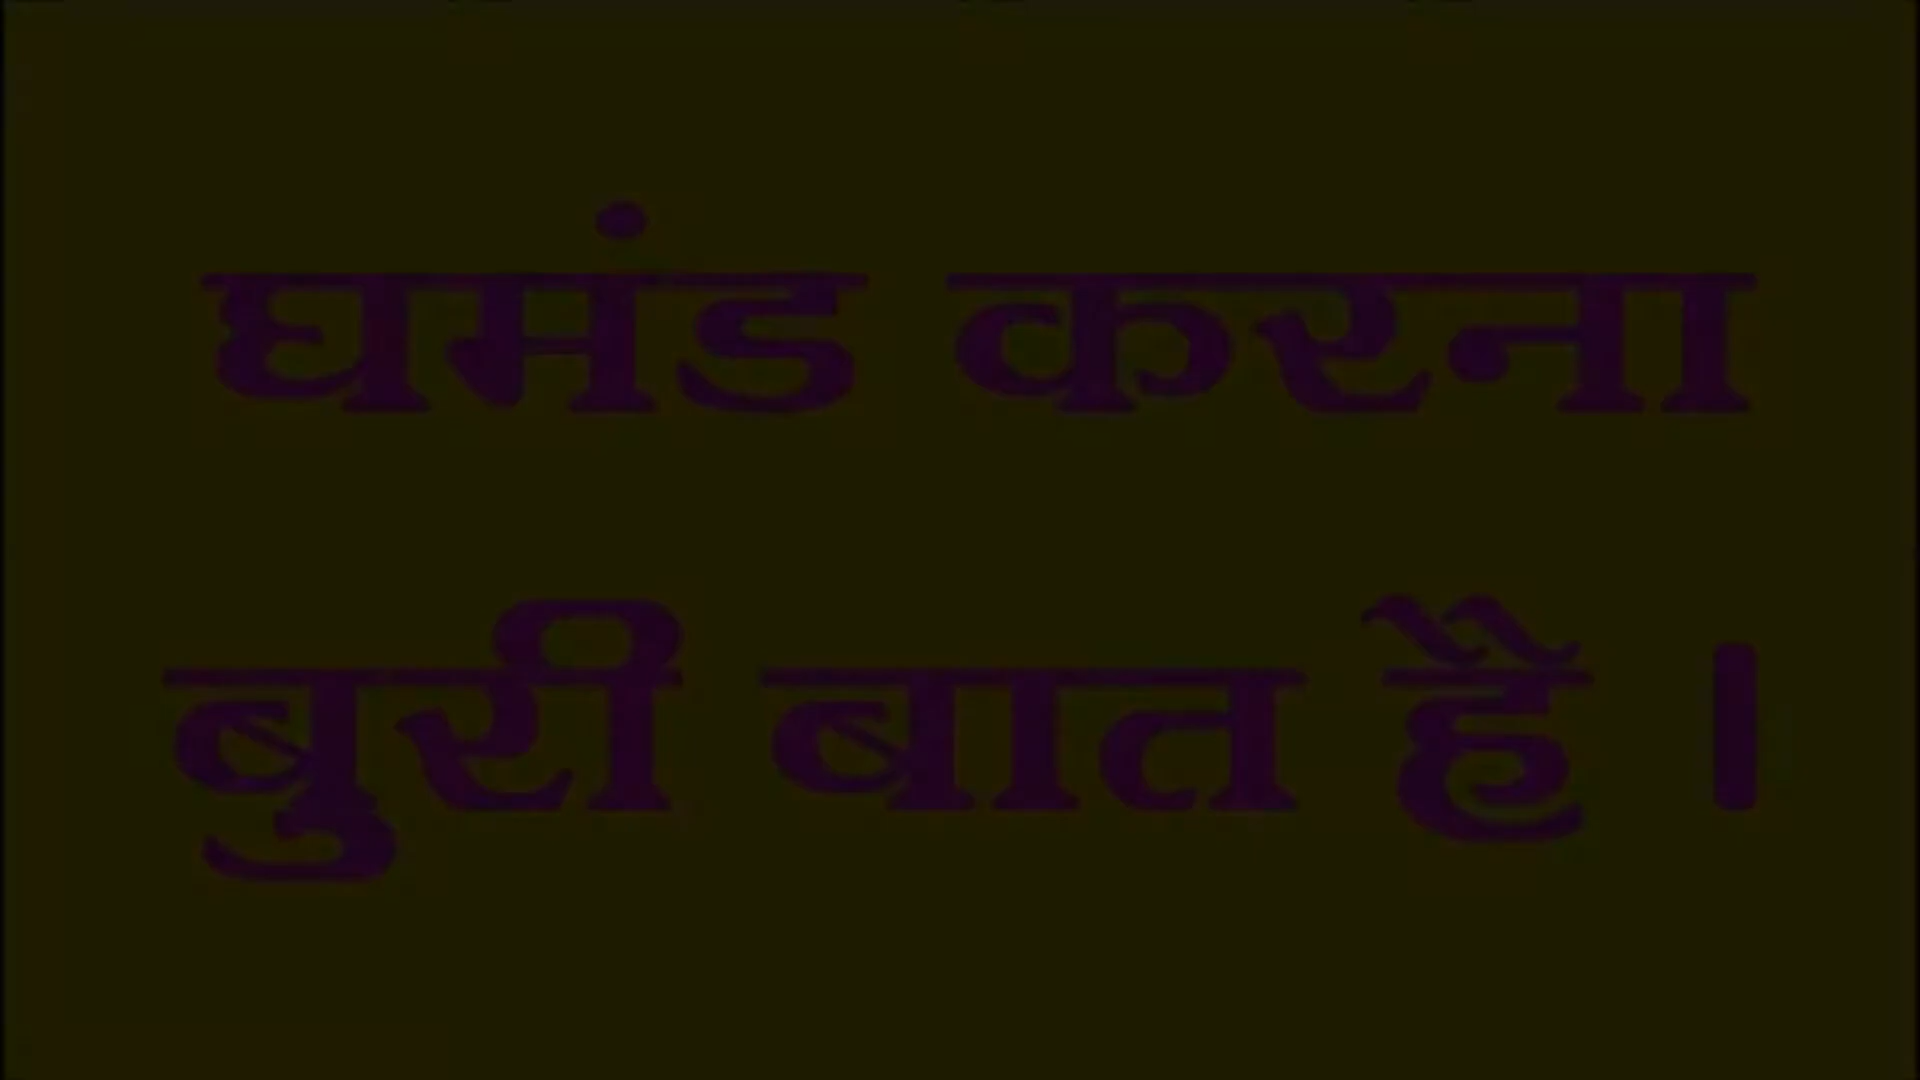 घमंड करना
बुरी बात है ।